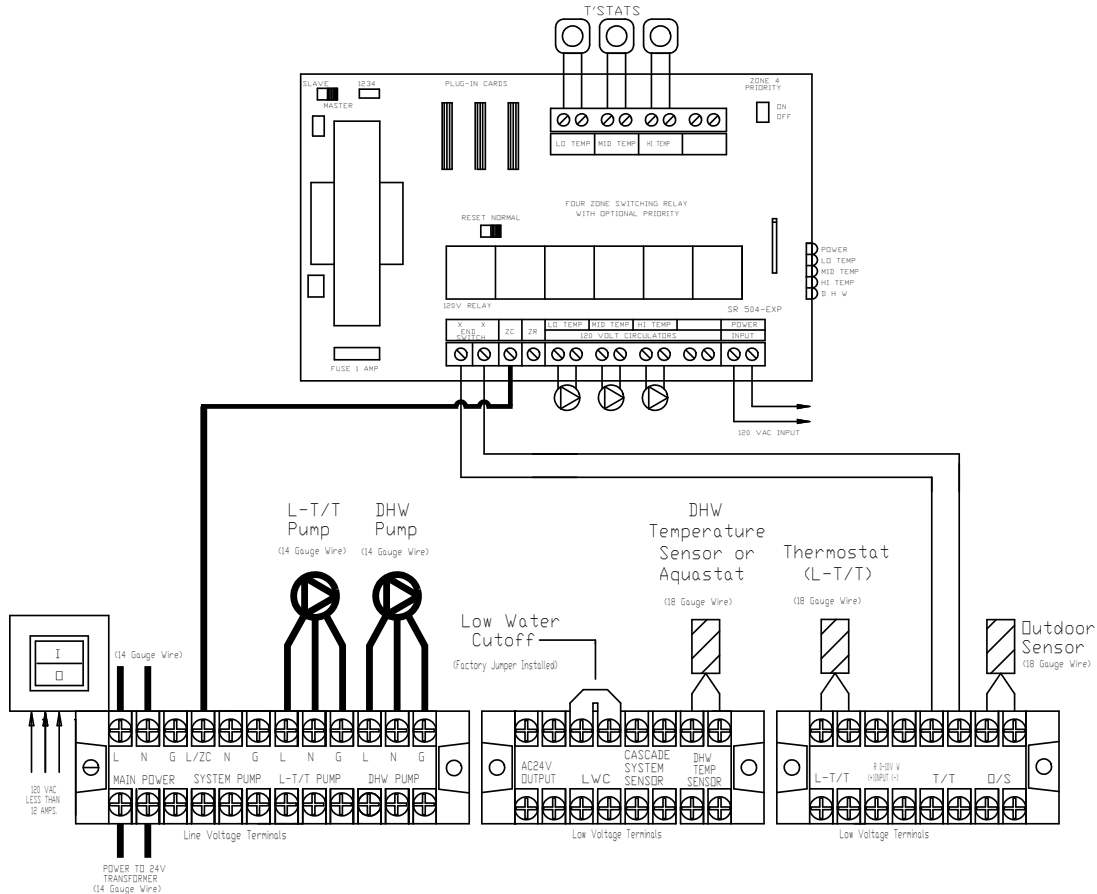 T'STATS
SLAVE 1234
MASTER
PLUG-IN CARDS
ZONE 4
PRIORITY
ON
OFF
LO TEMP MID TEMP HI TEMP
FOUR ZONE SWITCHING RELAY
WITH OPTIONAL PRIORITY
RESET NORMAL
POWER
LO TEMP
MID TEMP
HI TEMP
D H W
120V RELAY
SR 504-EXP
X X
END
SWITCH
ZC ZR
LO TEMP MID TEMP HI TEMP
120 VOLT CIRCULATORS
POWER
INPUT
FUSE 1 AMP
120 VAC INPUT
L-T/T
Pump
(14 Gauge Wire)
DHW
Pump
(14 Gauge Wire)
DHW
Temperature
Sensor or
Aquastat
(18 Gauge Wire)
Thermostat
(L-T/T)
(18 Gauge Wire)
Low Water
Cutoff
(Factory Jumper Installed)
Outdoor
Sensor
(18 Gauge Wire)
I
O
(14 Gauge Wire)
120 VAC
LESS THAN
12 AMPS.
L N G L/ZC N G L N G L N G
MAIN POWER SYSTEM PUMP L-T/T PUMP DHW PUMP
Line Voltage Terminals
POWER TO 24V
TRANSFORMER
(14 Gauge Wire)
AC24V
OUTPUT
LWC
CASCADE
SYSTEM
SENSOR
DHW
TEMP
SENSOR
Low Voltage Terminals
L-T/T
R 0-10V W
(+)INPUT (-)
T/T
O/S
Low Voltage Terminals